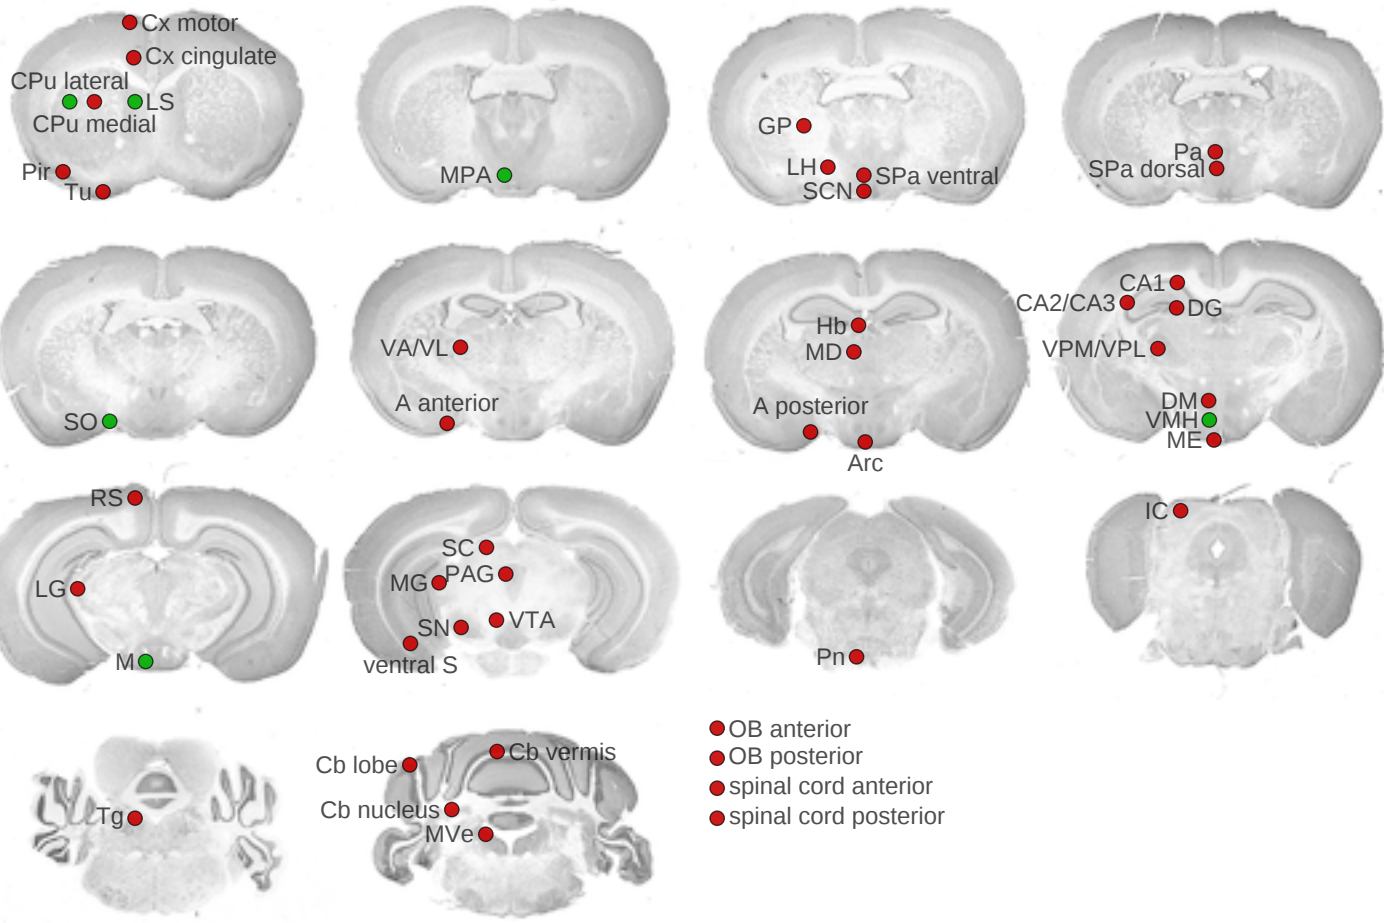 Cx motor
Cx cingulate
CPu lateral
LS
CPu medial
Pir
Tu
MPA
GP
LH
SPa ventral
SCN
Pa
SPa dorsal
SO
VA/VL
A anterior
Hb
MD
A posterior
Arc
CA1
CA2/CA3
DG
VPM/VPL
DM
VMH
ME
RS
LG
M
SC
MG
PAG
SN
VTA
ventral S
Pn
IC
Tg
Cb lobe
Cb vermis
Cb nucleus
MVe
OB anterior
OB posterior
spinal cord anterior
spinal cord posterior